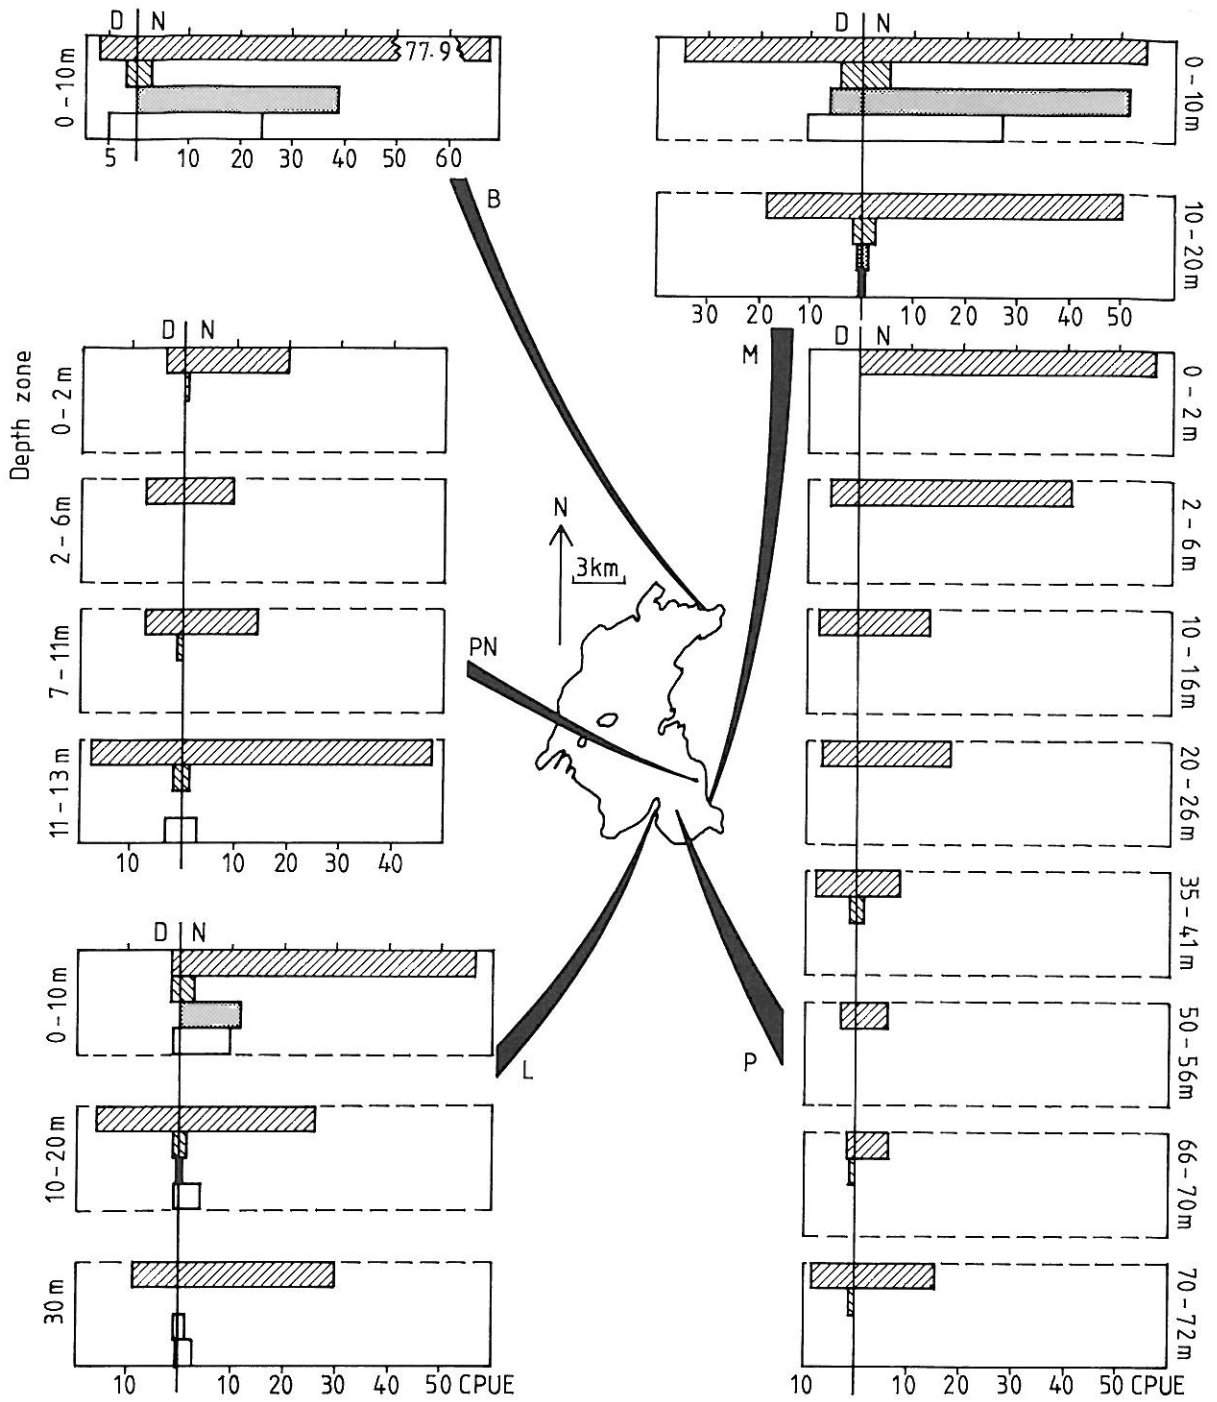 D N
77.9
0-10m
5 10 20 30 40 50 60
B
D N
0-10m
10-20m
30 20 10 10 20 30 40 50
M
Depth zone
D N
0-2m
2-6m
7-11m
11-13m
10 10 20 30 40
PN
N
3km
D N
0-2m
2-6m
10-16m
20-26m
35-41m
50-56m
66-70m
70-72m
10 10 20 30 40 50 CPUE
P
D N
0-10m
10-20m
30m
10 10 20 30 40 50 CPUE
L